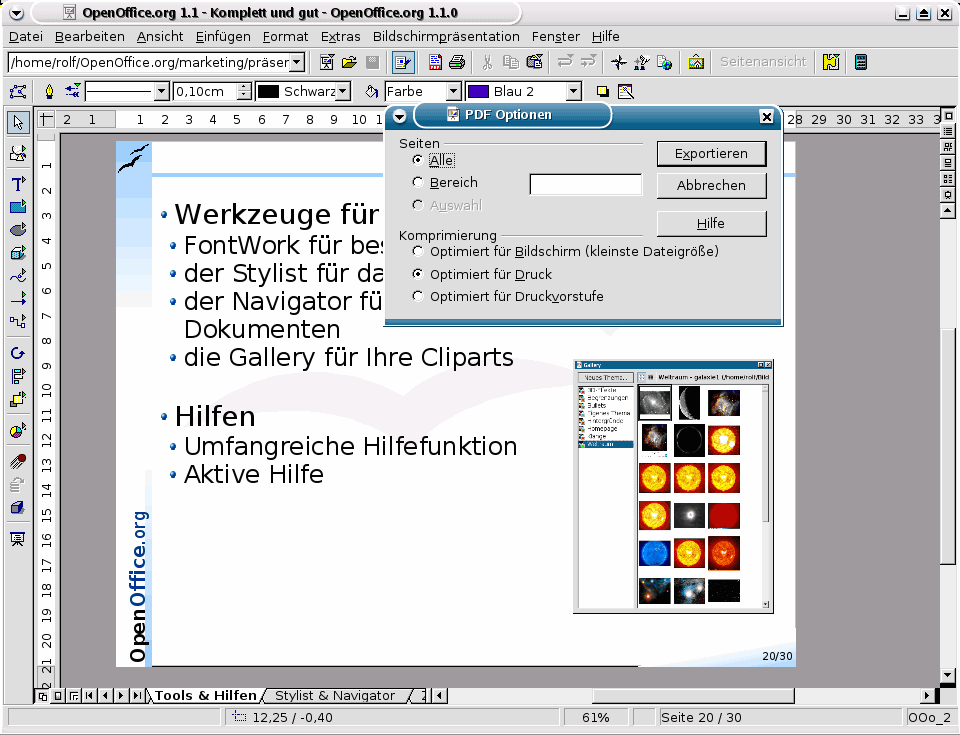 OpenOffice.org 1.1 - Komplett und gut - OpenOffice.org 1.1.0
Datei Bearbeiten Ansicht Einfügen Format Extras Bildschirmpräsentation Fenster Hilfe
/home/rolf/OpenOffice.org/marketing/präser
Seitenansicht
0,10cm
Schwarz
Farbe
Blau 2
2 1 1 2 3 4 5 6 7 8 9 10 28 29 30 31 32 33 3
PDF Optionen
Seiten
Alle
Bereich
Auswahl
Exportieren
Abbrechen
Hilfe
Komprimierung
Optimiert für Bildschirm (kleinste Dateigröße)
Optimiert für Druck
Optimiert für Druckvorstufe
1 2 3 4 5 6 7 8 9 10 11 12 13 14 15 16 17 18 19 20 21
Werkzeuge für
FontWork für bes
der Stylist für da
der Navigator fü
Dokumenten
die Gallery für Ihre Cliparts
Hilfen
Umfangreiche Hilfefunktion
Aktive Hilfe
Gallery
Neues Thema...
Weltraum - galaxie1 (/home/rolf/Bild
3D-Effekte
Begrenzungen
Bullets
Eigenes Thema
Hintergründe
Homepage
Klänge
Weltraum
OpenOffice.org
20/30
Tools & Hilfen
Stylist & Navigator
12,25 / -0,40
61%
Seite 20 / 30
OOo_2